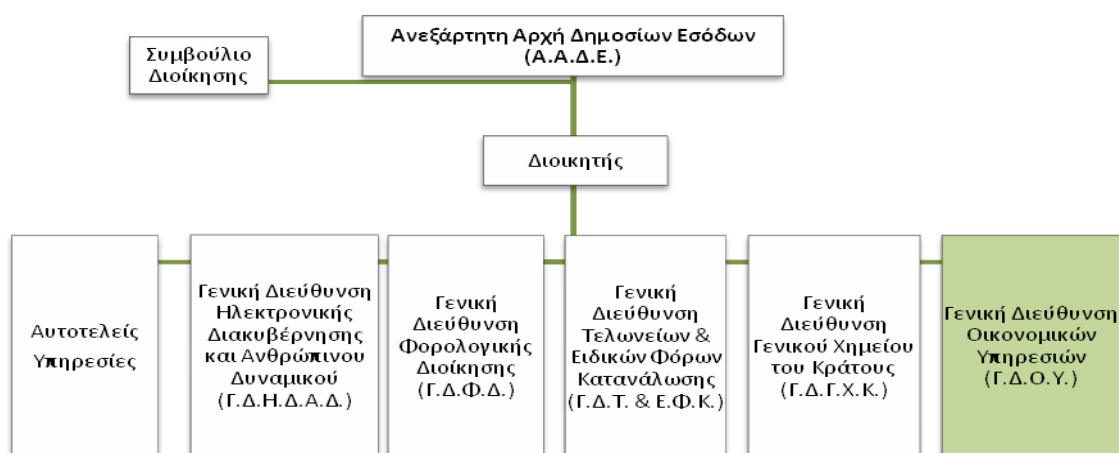 Ανεξάρτητη Αρχή Δημοσίων Εσόδων
(Α.Α.Δ.Ε.)
Συμβούλιο
Διοίκησης
Διοικητής
Αυτοτελείς
Υπηρεσίες
Γενική Διεύθυνση
Ηλεκτρονικής
Διακυβέρνησης
και Ανθρώπινου
Δυναμικού
(Γ.Δ.Η.Δ.Α.Δ.)
Γενική
Διεύθυνση
Φορολογικής
Διοίκησης
(Γ.Δ.Φ.Δ.)
Γενική
Διεύθυνση
Τελωνείων &
Ειδικών Φόρων
Κατανάλωσης
(Γ.Δ.Τ. & Ε.Φ.Κ.)
Γενική
Διεύθυνση
Γενικού Χημείου
του Κράτους
(Γ.Δ.Γ.Χ.Κ.)
Γενική Διεύθυνση
Οικονομικών
Υπηρεσιών
(Γ.Δ.Ο.Υ.)